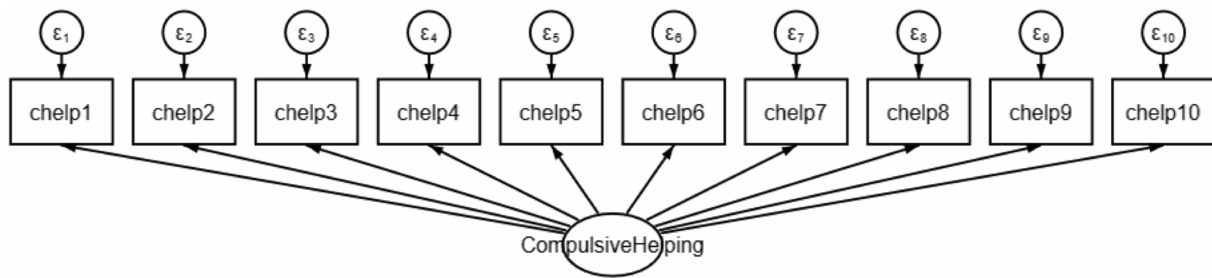 ε1 ε2 ε3 ε4 ε5 ε6 ε7 ε8 ε9 ε10
chelp1 chelp2 chelp3 chelp4 chelp5 chelp6 chelp7 chelp8 chelp9 chelp10
CompulsiveHelping